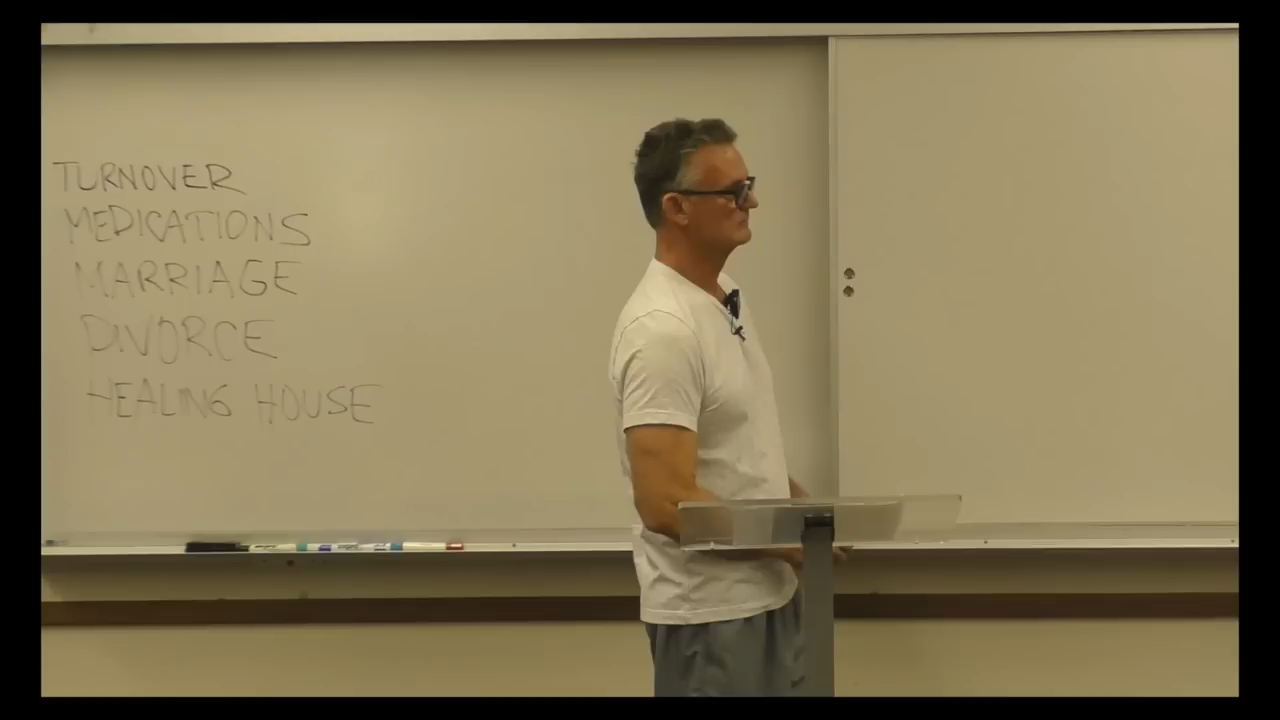 TURNOVER
MEDICATIONS
MARRIAGE
DIVORCE
HEALING HOUSE